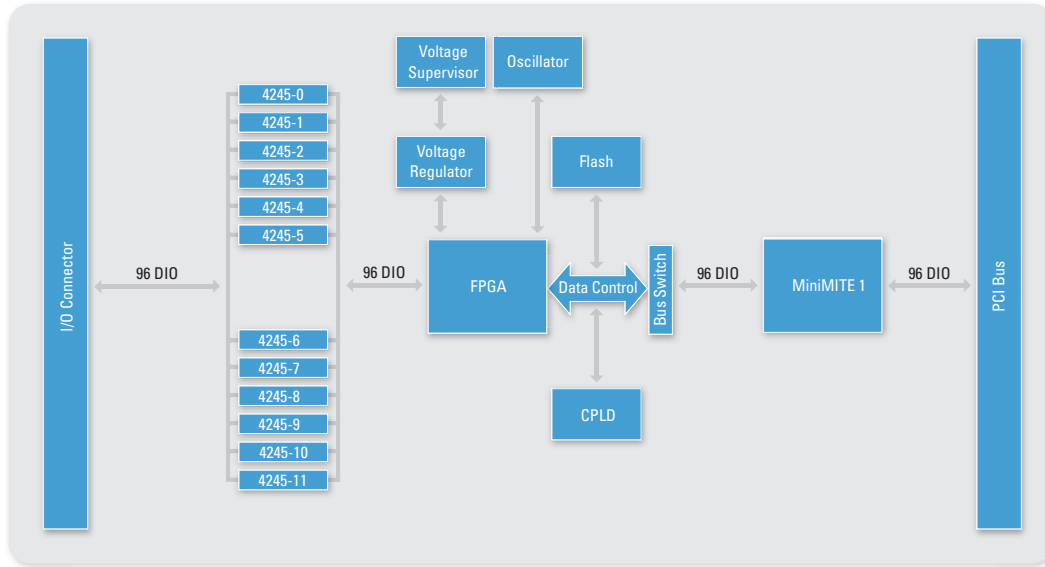 Voltage
Supervisor
Oscillator
4245-0
4245-1
4245-2
4245-3
4245-4
4245-5
Voltage
Regulator
Flash
I/O Connector
96 DIO
96 DIO
FPGA
Data Control
Bus Switch
96 DIO
MiniMITE 1
96 DIO
PCI Bus
4245-6
4245-7
4245-8
4245-9
4245-10
4245-11
CPLD